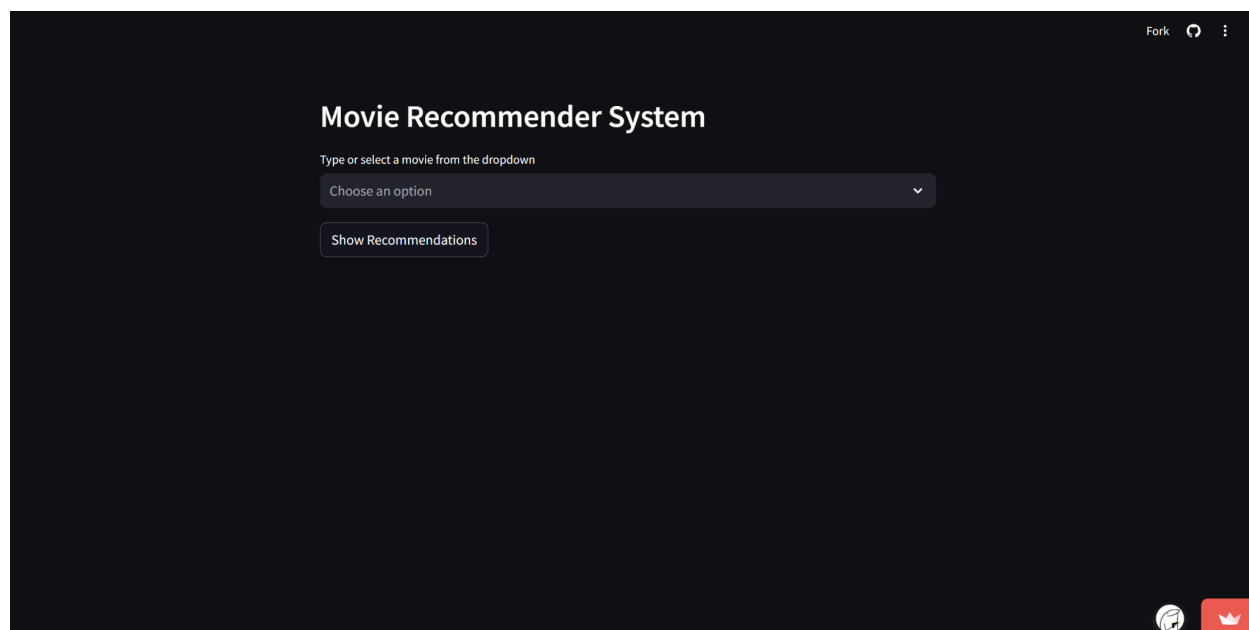 Fork
Movie Recommender System
Type or select a movie from the dropdown
Choose an option
Show Recommendations